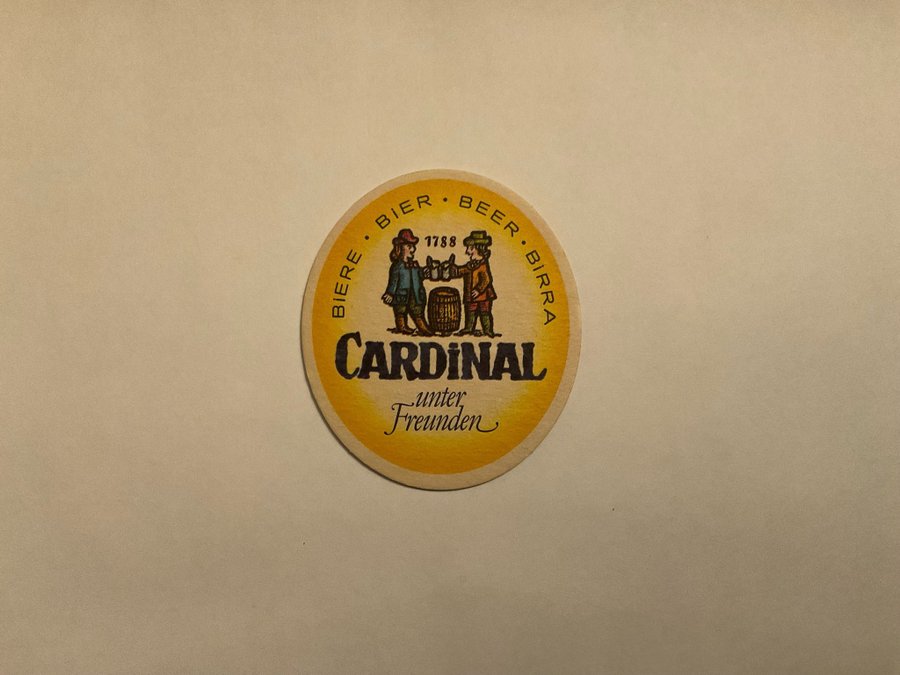 BIERE · BIER · BEER · BIRRA
1788
CARDINAL
unter
Freunden